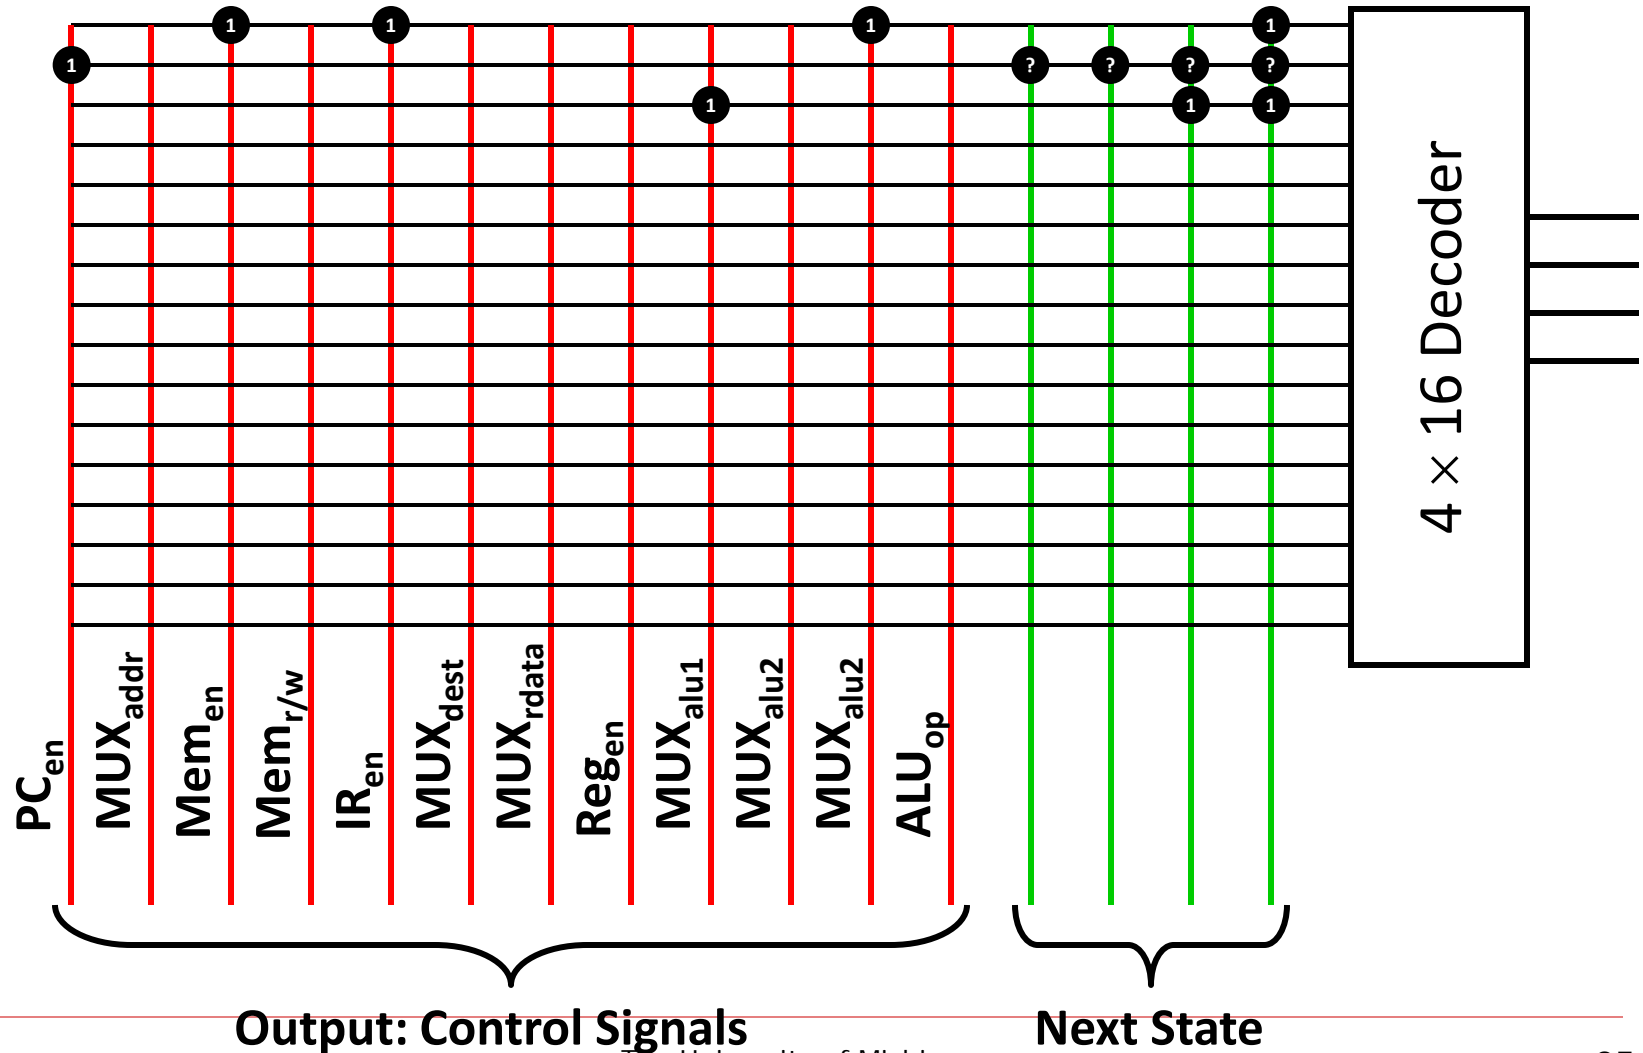 1 1 1 1
1 ? ? ? ?
1 1 1
4 × 16 Decoder
PCen
MUXaddr
Memen
Memr/w
IRen
MUXdest
MUXrdata
Regen
MUXalu1
MUXalu2
MUXalu2
ALUop
Output: Control Signals
Next State